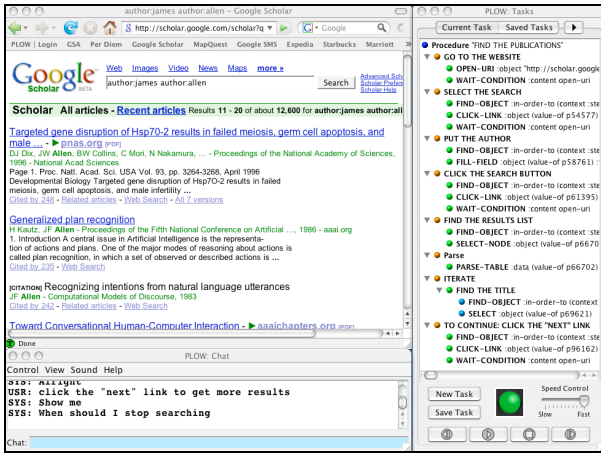 author:james author:allen - Google Scholar
http://scholar.google.com/scholar?q
Google
PLOW | Login GSA Per Diem Google Scholar MapQuest Google SMS Expedia Starbucks Marriott »
Web Images Video News Maps more »
Google BETA
author:james author:allen
Search
Advanced Sch
Scholar Prefere
Scholar Help
Scholar All articles - Recent articles Results 11 - 20 of about 12,600 for author:james author:all
Targeted gene disruption of Hsp70-2 results in failed meiosis, germ cell apoptosis, and
male ... - ▶ pnas.org [PDF]
DJ Dix, JW Allen, BW Collins, C Mori, N Nakamura, ... - Proceedings of the National Academy of Sciences,
1996 - National Acad Sciences
Page 1. Proc. Natl. Acad. Sci. USA Vol. 93, pp. 3264-3268, April 1996
Developmental Biology Targeted gene disruption of Hsp7O-2 results in failed
meiosis, germ cell apoptosis, and male infertility ...
Cited by 248 - Related articles - Web Search - All 7 versions
Generalized plan recognition
H Kautz, JF Allen - Proceedings of the Fifth National Conference on Artificial ..., 1986 - aaai.org
1. Introduction A central issue in Artificial Intelligence is the representa-
tion of actions and plans. One of the major modes of reasoning about actions is
called plan recognition, in which a set of observed or described actions is ...
Cited by 235 - Web Search
[CITATION] Recognizing intentions from natural language utterances
JF Allen - Computational Models of Discourse, 1983
Cited by 242 - Related articles - Web Search
Toward Conversational Human-Computer Interaction - ▶ aaaichapters.org [PDF]
Done
PLOW: Chat
Control View Sound Help
SYS: Alright
USR: click the "next" link to get more results
SYS: Show me
SYS: When should I stop searching
Chat:
PLOW: Tasks
Current Task Saved Tasks
Procedure "FIND THE PUBLICATIONS"
GO TO THE WEBSITE
OPEN-URI :object "http://scholar.google
WAIT-CONDITION :content open-uri
SELECT THE SEARCH
FIND-OBJECT :in-order-to (context :ste
CLICK-LINK :object (value-of p54577)
WAIT-CONDITION :content open-uri
PUT THE AUTHOR
FIND-OBJECT :in-order-to (context :ste
FILL-FIELD :object (value-of p58761) :
CLICK THE SEARCH BUTTON
FIND-OBJECT :in-order-to (context :ste
CLICK-LINK :object (value-of p61395)
WAIT-CONDITION :content open-uri
FIND THE RESULTS LIST
FIND-OBJECT :in-order-to (context :ste
SELECT-NODE :object (value-of p6670
Parse
PARSE-TABLE :data (value-of p66702)
ITERATE
FIND THE TITLE
FIND-OBJECT :in-order-to (context
SELECT :object (value-of p69621)
TO CONTINUE: CLICK THE "NEXT" LINK
FIND-OBJECT :in-order-to (context :ste
CLICK-LINK :object (value-of p96162)
WAIT-CONDITION :content open-uri
New Task
Save Task
Speed Control
Slow Fast